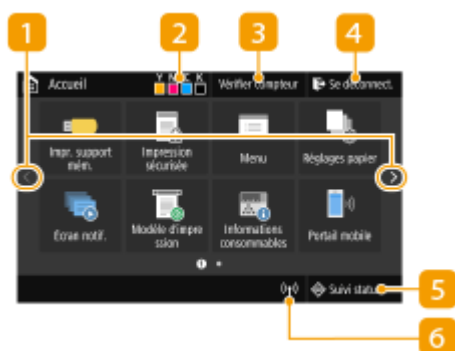 1 2 3 4
Accueil Y M C K Vérifier compteur Se déconnect.
Impr. support mém.
Impression sécurisée
Menu
Réglages papier
Écran notif.
Modèle d'impre ssion
Informations consommables
Portail mobile
Suivi statut
5
6